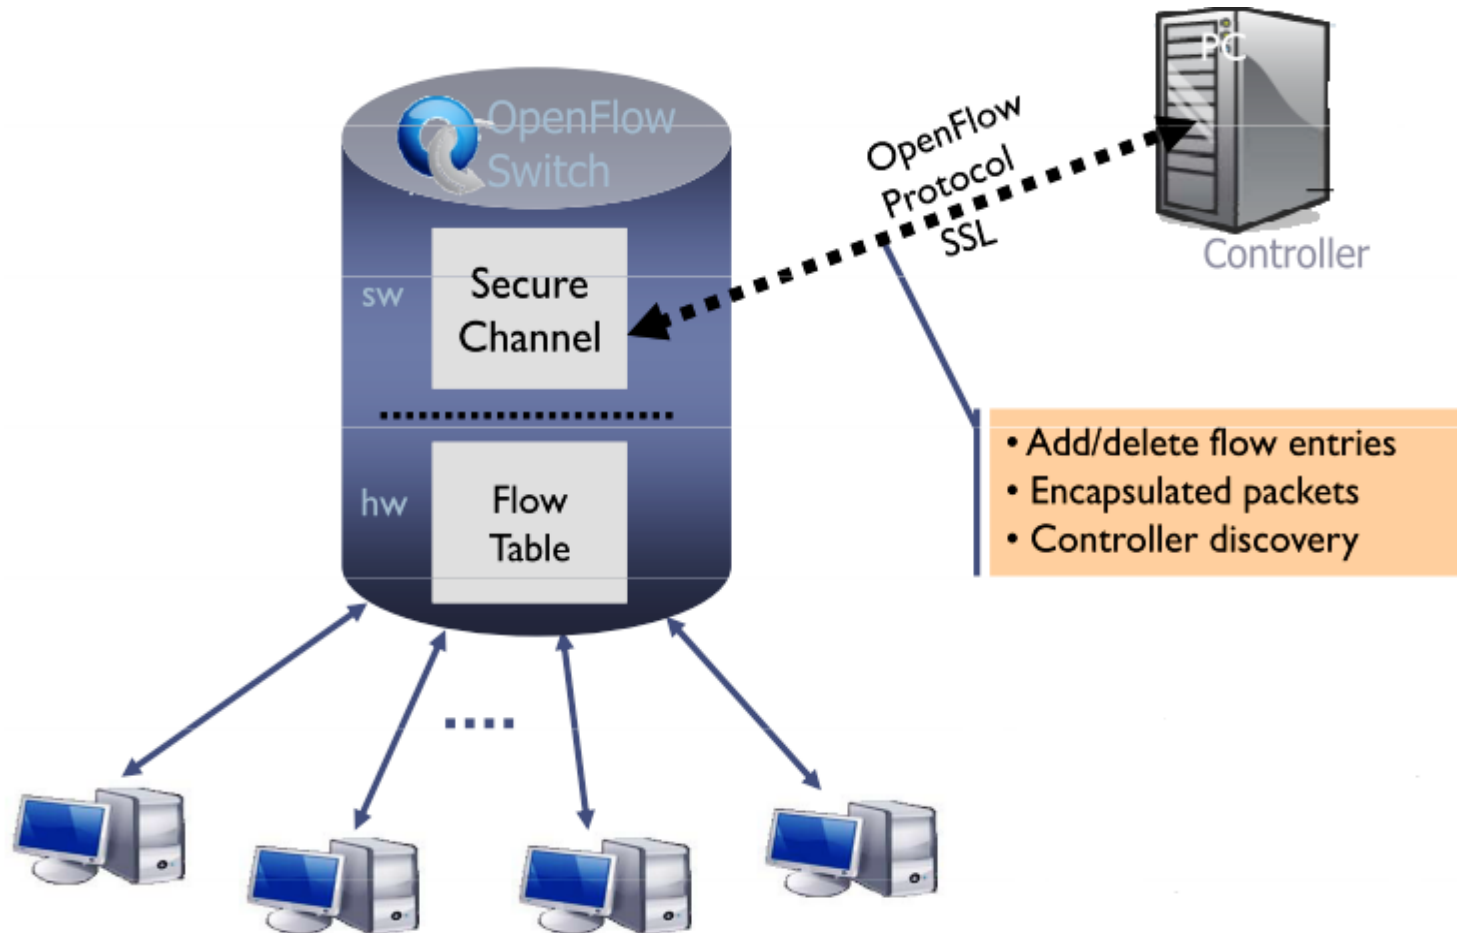 PC
OpenFlow
Switch
OpenFlow
Protocol
SSL
Controller
sw
Secure
Channel
• Add/delete flow entries
• Encapsulated packets
• Controller discovery
hw
Flow
Table